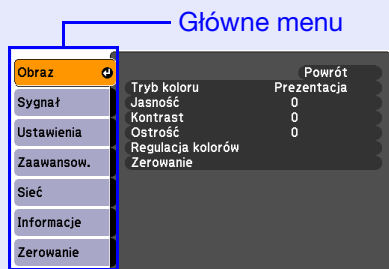 Główne menu
Obraz
Sygnał
Ustawienia
Zaawansow.
Sieć
Informacje
Zerowanie
Powrót
Tryb koloru Prezentacja
Jasność 0
Kontrast 0
Ostrość 0
Regulacja kolorów
Zerowanie